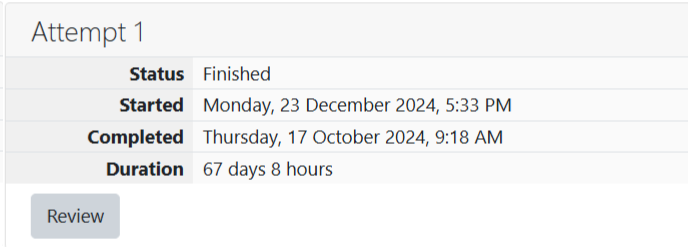 Attempt 1
Status Finished
Started Monday, 23 December 2024, 5:33 PM
Completed Thursday, 17 October 2024, 9:18 AM
Duration 67 days 8 hours
Review